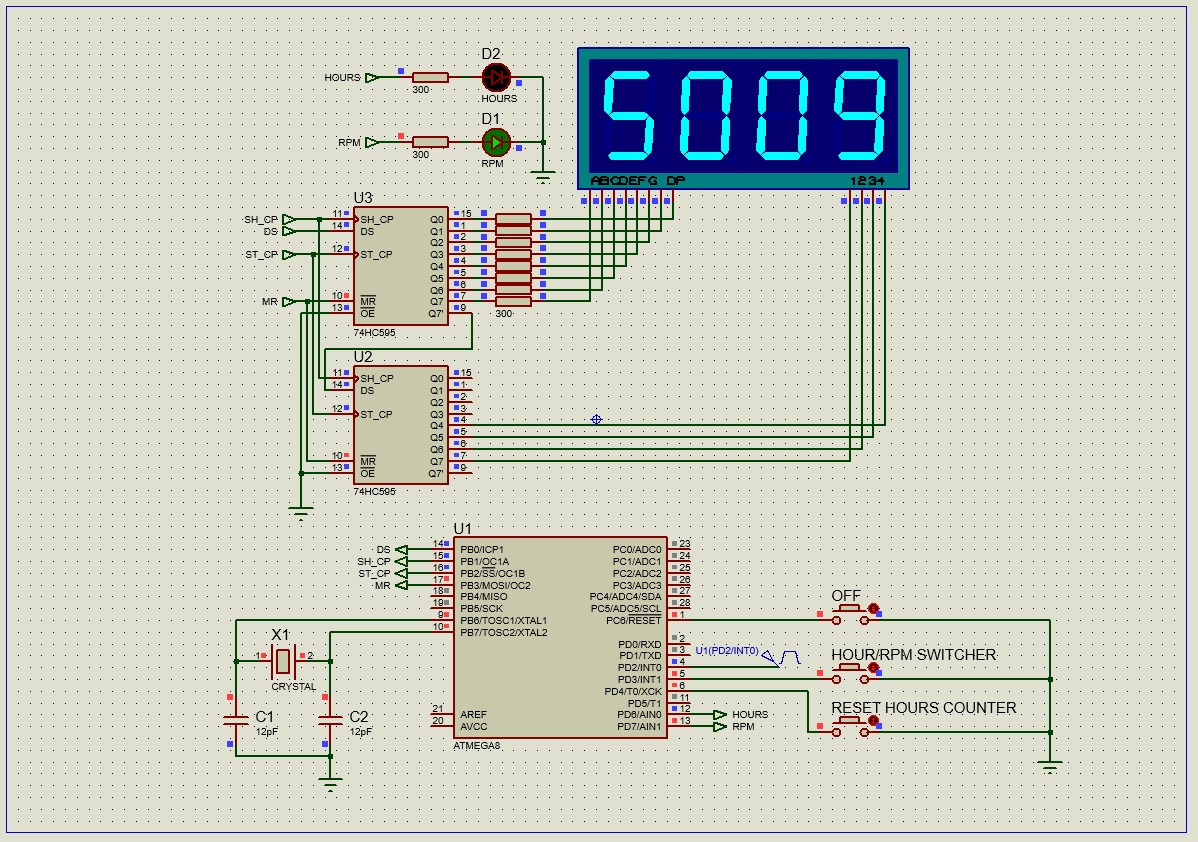 D2
HOURS
300
HOURS
D1
RPM
300
RPM
5009
ABCDEFG DP
1234
U3
SH_CP 11 SH_CP Q0 15
DS 14 DS Q1 1
Q2 2
ST_CP 12 ST_CP Q3 3
Q4 4
Q5 5
Q6 6
MR 10 MR Q7 7
13 OE Q7' 9
300
74HC595
U2
11 SH_CP Q0 15
14 DS Q1 1
Q2 2
12 ST_CP Q3 3
Q4 4
Q5 5
Q6 6
10 MR Q7 7
13 OE Q7' 9
74HC595
U1
DS 14 PB0/ICP1 PC0/ADC0 23
SH_CP 15 PB1/OC1A PC1/ADC1 24
ST_CP 16 PB2/SS/OC1B PC2/ADC2 25
MR 17 PB3/MOSI/OC2 PC3/ADC3 26
18 PB4/MISO PC4/ADC4/SDA 27
19 PB5/SCK PC5/ADC5/SCL 28
9 PB6/TOSC1/XTAL1 PC6/RESET 1
10 PB7/TOSC2/XTAL2
PD0/RXD 2
PD1/TXD 3
PD2/INT0 4
PD3/INT1 5
PD4/T0/XCK 6
PD5/T1 11
21 AREF PD6/AIN0 12 HOURS
20 AVCC PD7/AIN1 13 RPM
ATMEGA8
U1(PD2/INT0)
OFF
HOUR/RPM SWITCHER
RESET HOURS COUNTER
X1
1 2
CRYSTAL
C1
12pF
C2
12pF